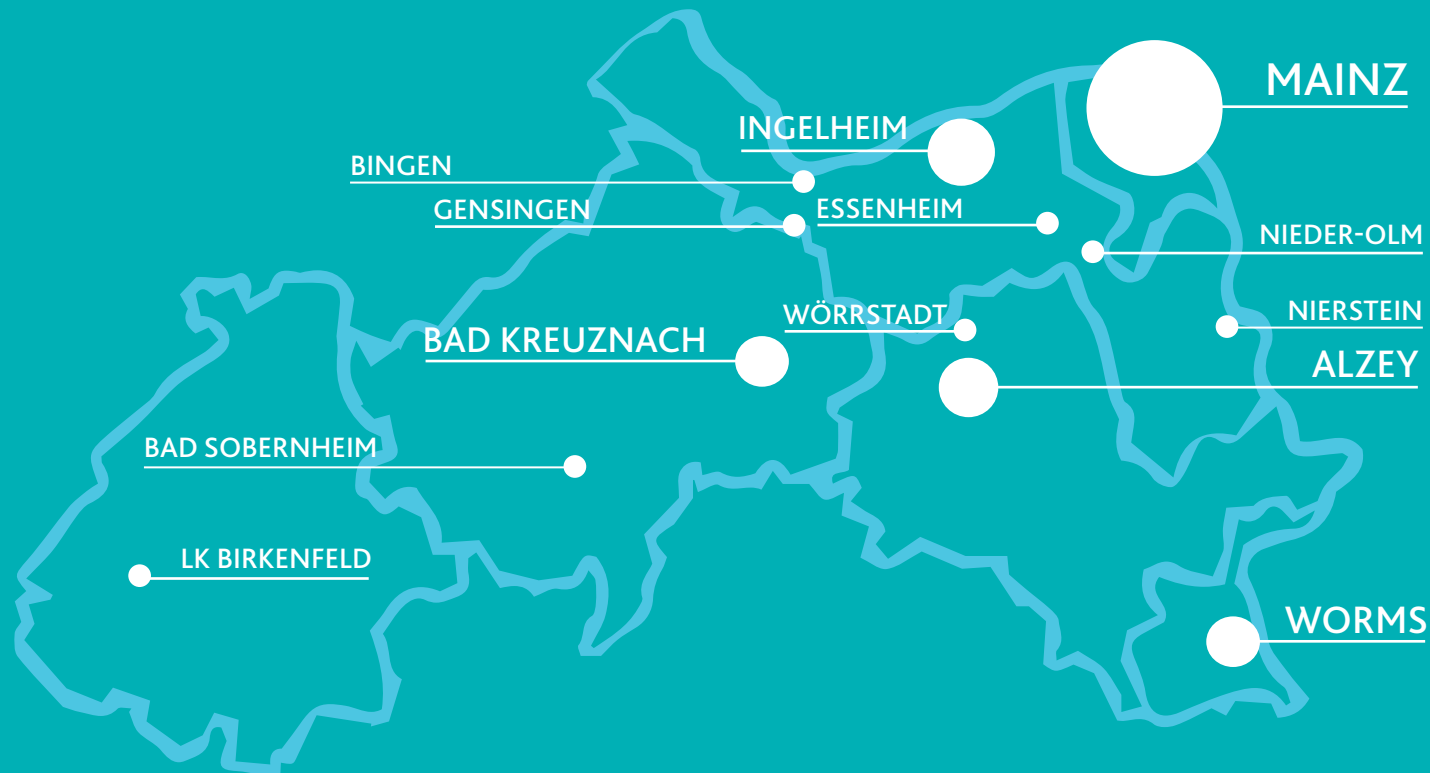 MAINZ
INGELHEIM
BINGEN
GENSINGEN
ESSENHEIM
NIEDER-OLM
NIERSTEIN
WÖRRSTADT
BAD KREUZNACH
ALZEY
BAD SOBERNHEIM
LK BIRKENFELD
WORMS